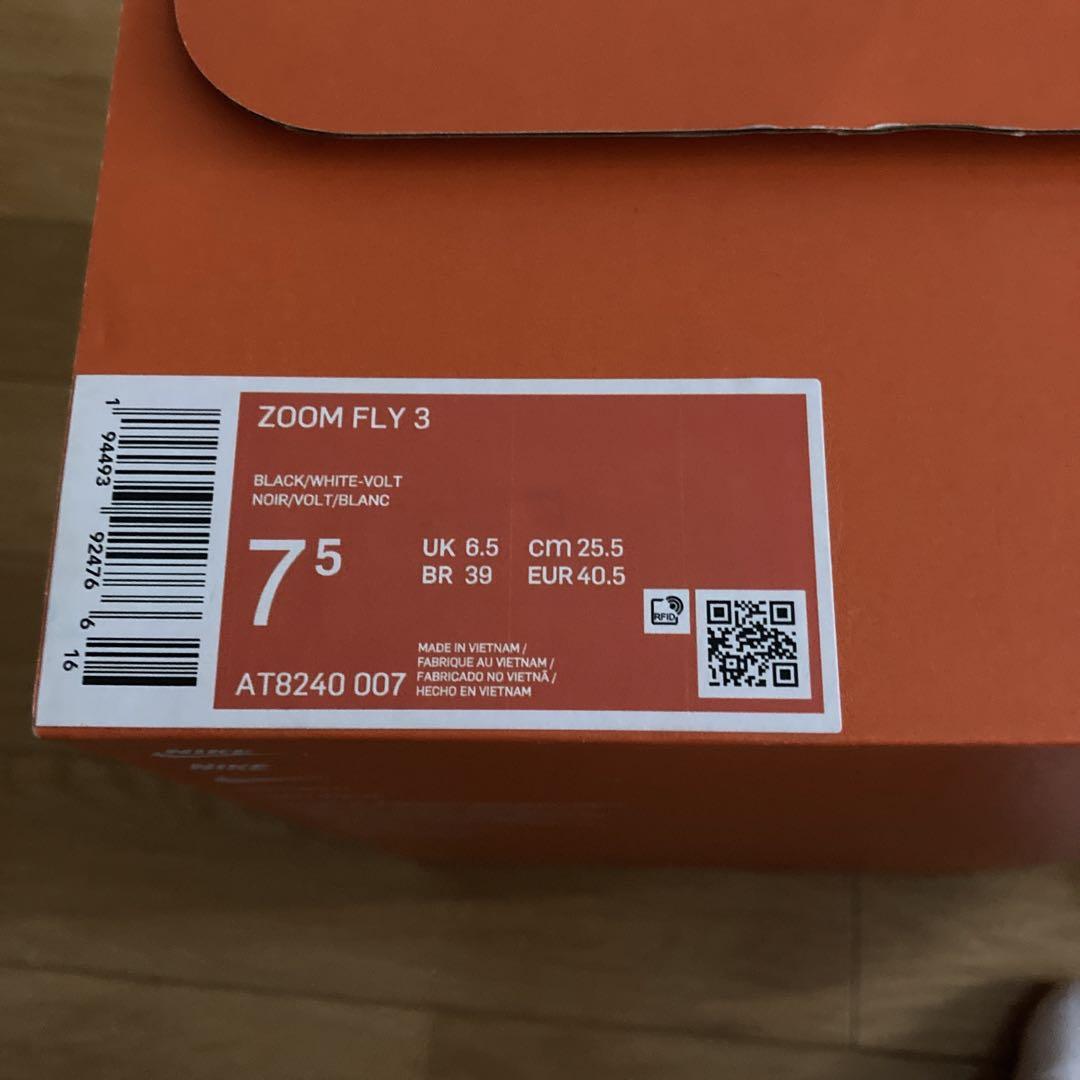 ZOOM FLY 3
BLACK/WHITE-VOLT
NOIR/VOLT/BLANC
7 5
UK 6.5 cm 25.5
BR 39 EUR 40.5
RFID
MADE IN VIETNAM /
FABRIQUE AU VIETNAM /
FABRICADO NO VIETNÃ /
HECHO EN VIETNAM
AT8240 007
1 94493 92476 6 16
NIKE
NIKE